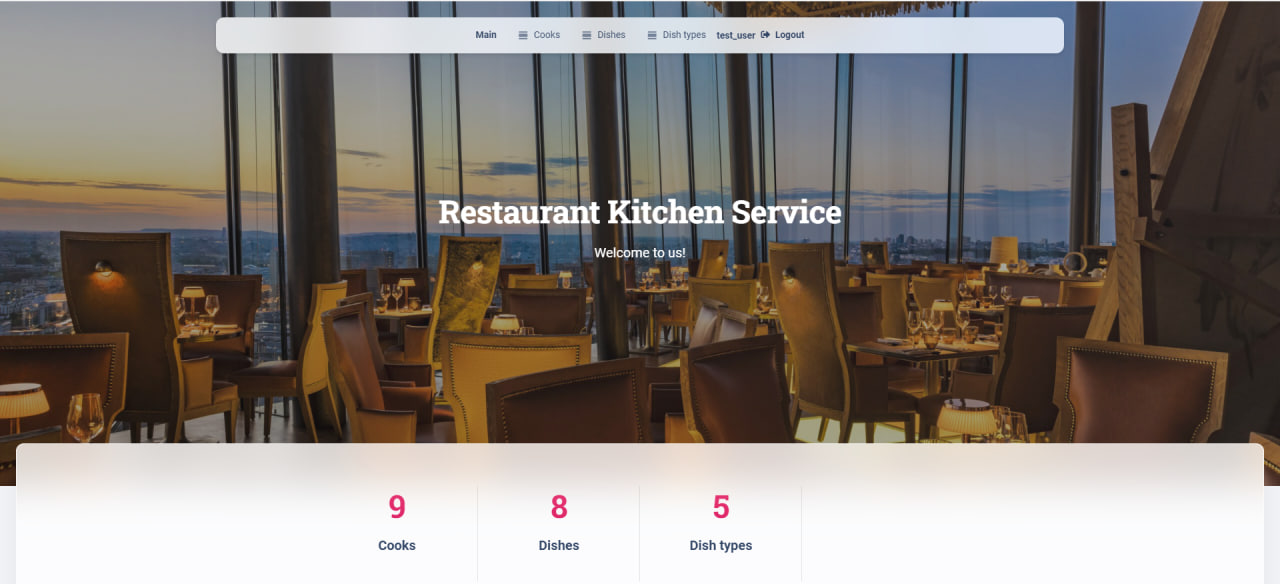 Main Cooks Dishes Dish types test_user Logout
Restaurant Kitchen Service
Welcome to us!
9 8 5
Cooks Dishes Dish types